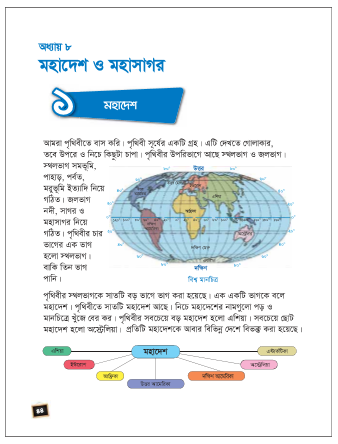 অধ্যায় ৮
মহাদেশ ও মহাসাগর
১
মহাদেশ
আমরা পৃথিবীতে বাস করি। পৃথিবী সূর্যের একটি গ্রহ। এটি দেখতে গোলাকার,
তবে উপরে ও নিচে কিছুটা চাপা। পৃথিবীর উপরিভাগে আছে স্থলভাগ ও জলভাগ।
স্থলভাগ সমভূমি,
পাহাড়, পর্বত,
মরুভূমি ইত্যাদি নিয়ে
গঠিত। জলভাগ
নদী, সাগর ও
মহাসাগর নিয়ে
গঠিত। পৃথিবীর চার
ভাগের এক ভাগ
হলো স্থলভাগ।
বাকি তিন ভাগ
পানি।
উত্তর
দক্ষিণ
বিশ্ব মানচিত্র
পৃথিবীর স্থলভাগকে সাতটি বড় ভাগে ভাগ করা হয়েছে। এক একটি ভাগকে বলে
মহাদেশ। পৃথিবীতে সাতটি মহাদেশ আছে। নিচে মহাদেশের নামগুলো পড় ও
মানচিত্রে খুঁজে বের কর। পৃথিবীর সবচেয়ে বড় মহাদেশ হলো এশিয়া। সবচেয়ে ছোট
মহাদেশ হলো অস্ট্রেলিয়া। প্রতিটি মহাদেশকে আবার বিভিন্ন দেশে বিভক্ত করা হয়েছে।
এশিয়া
মহাদেশ
এন্টার্কটিকা
ইউরোপ
অস্ট্রেলিয়া
আফ্রিকা
উত্তর আমেরিকা
দক্ষিণ আমেরিকা
৪৪